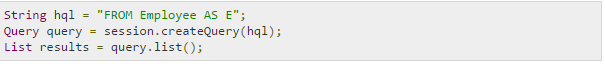 String hql = "FROM Employee AS E";
Query query = session.createQuery(hql);
List results = query.list();